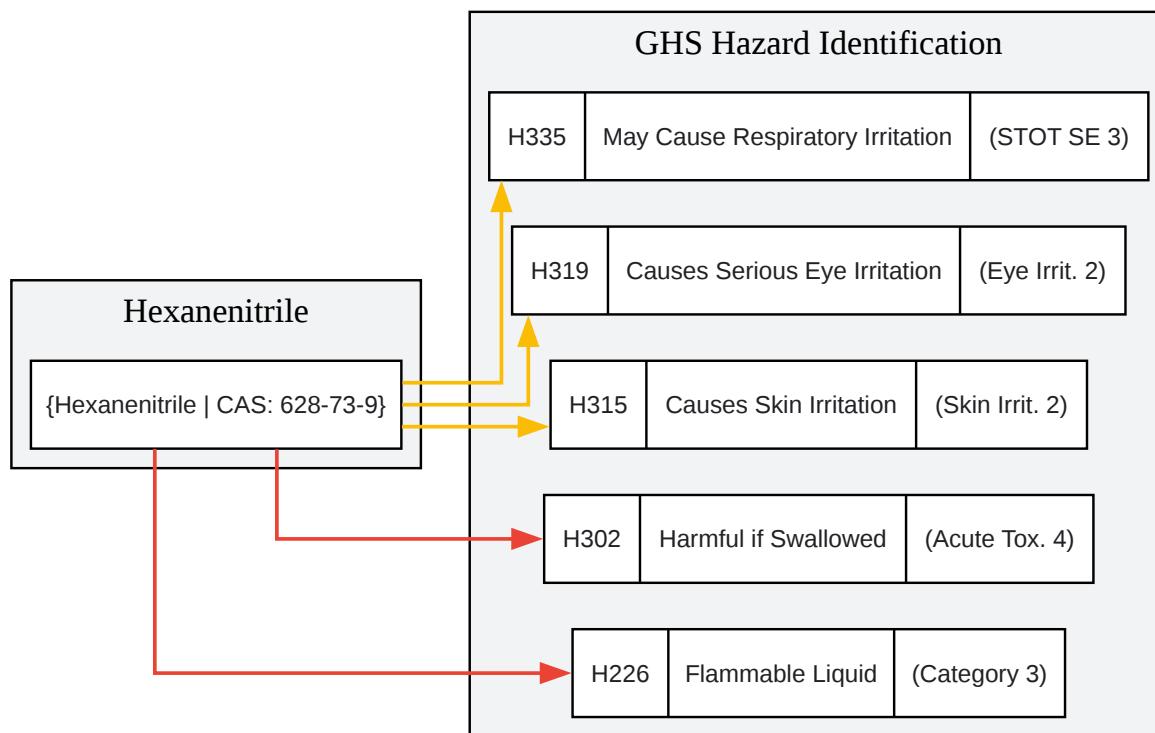 GHS Hazard Identification
H335 May Cause Respiratory Irritation (STOT SE 3)
H319 Causes Serious Eye Irritation (Eye Irrit. 2)
Hexanenitrile
{Hexanenitrile | CAS: 628-73-9}
H315 Causes Skin Irritation (Skin Irrit. 2)
H302 Harmful if Swallowed (Acute Tox. 4)
H226 Flammable Liquid (Category 3)